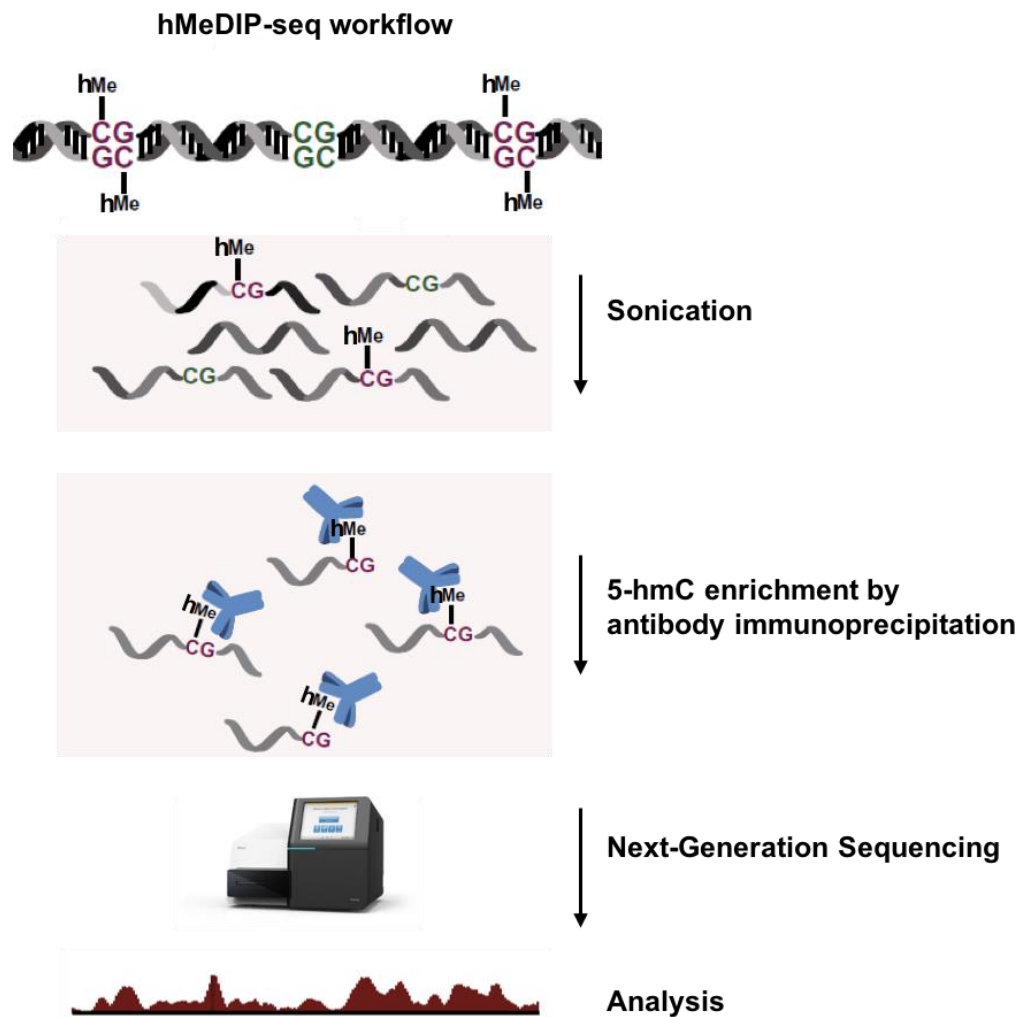 hMeDIP-seq workflow
hMe
hMe
CG
CG
CG
GC
GC
GC
hMe
hMe
hMe
CG
CG
Sonication
hMe
CG
CG
hMe
CG
hMe
hMe
CG
CG
hMe
CG
hMe
CG
5-hmC enrichment by
antibody immunoprecipitation
Next-Generation Sequencing
Analysis